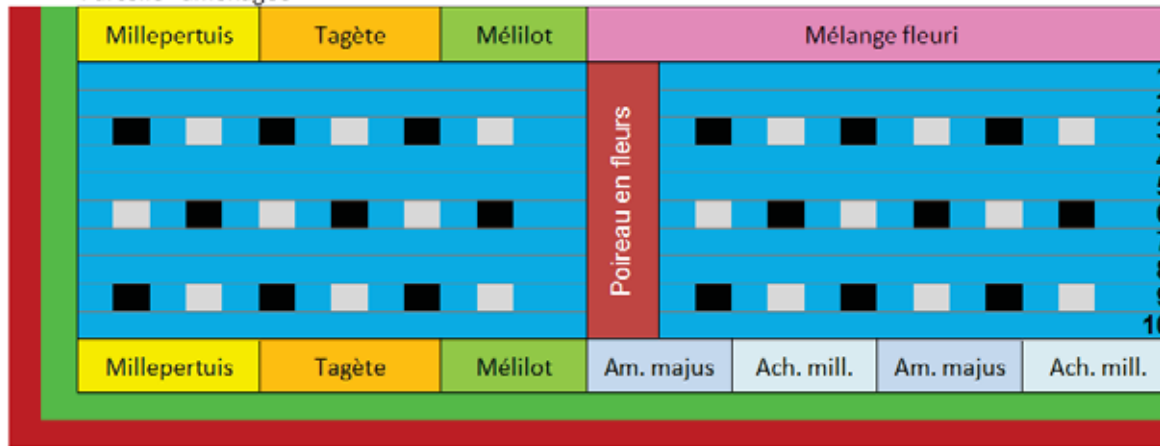 Millepertuis Tagète Mélilot Mélange fleuri
Poireau en fleurs
Millepertuis Tagète Mélilot Am. majus Ach. mill. Am. majus Ach. mill.